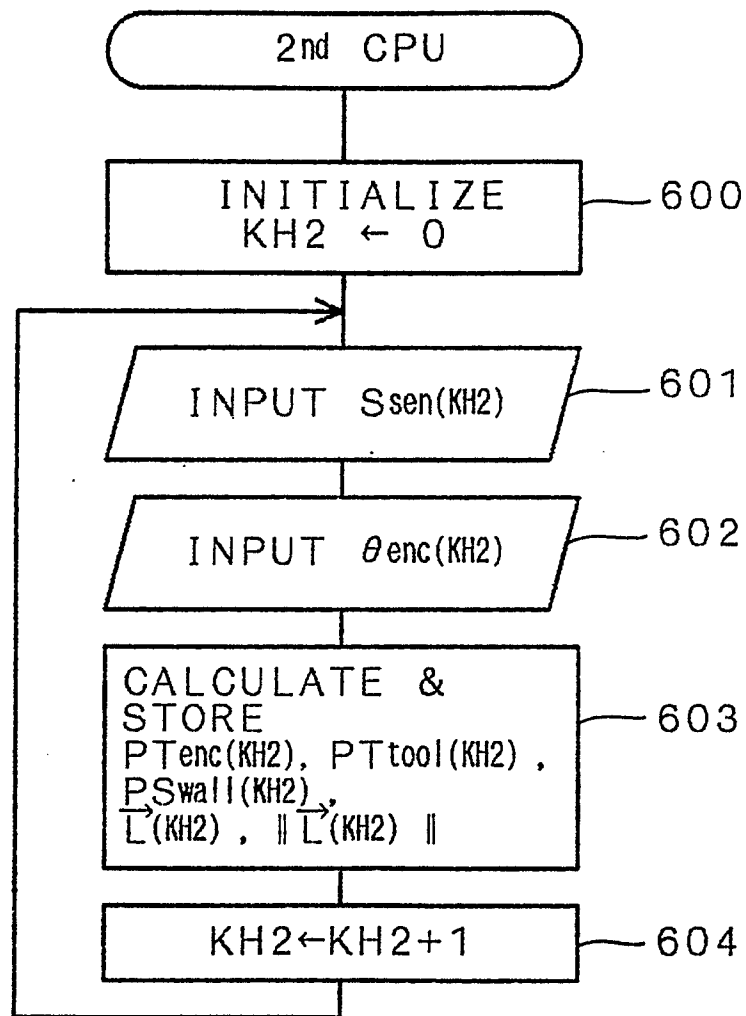 2nd CPU
INITIALIZE
KH2 ← 0
600
INPUT Ssen(KH2)
601
INPUT θenc(KH2)
602
CALCULATE &
STORE
PTenc(KH2), PTtool(KH2),
PSwall(KH2),
L⃗(KH2), ‖L⃗(KH2)‖
603
KH2←KH2+1
604